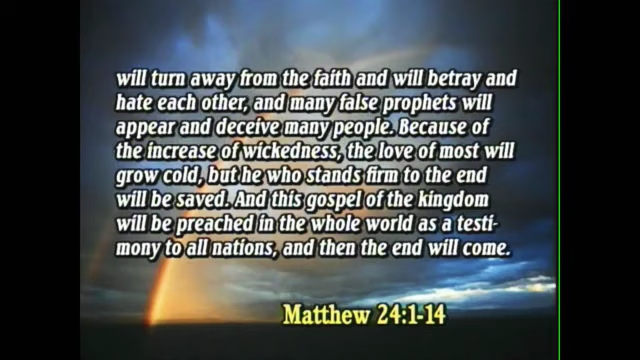 will turn away from the faith and will betray and
hate each other, and many false prophets will
appear and deceive many people. Because of
the increase of wickedness, the love of most will
grow cold, but he who stands firm to the end
will be saved. And this gospel of the kingdom
will be preached in the whole world as a testi-
mony to all nations, and then the end will come.
Matthew 24:1-14